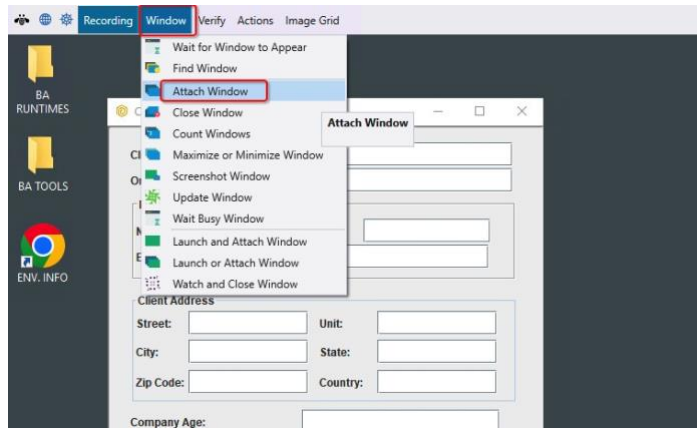 Recording Window Verify Actions Image Grid
BA
RUNTIMES
BA TOOLS
ENV. INFO
Wait for Window to Appear
Find Window
Attach Window
Close Window
Count Windows
Maximize or Minimize Window
Screenshot Window
Update Window
Wait Busy Window
Launch and Attach Window
Launch or Attach Window
Watch and Close Window
Attach Window
Client Address
Street:
Unit:
City:
State:
Zip Code:
Country:
Company Age: